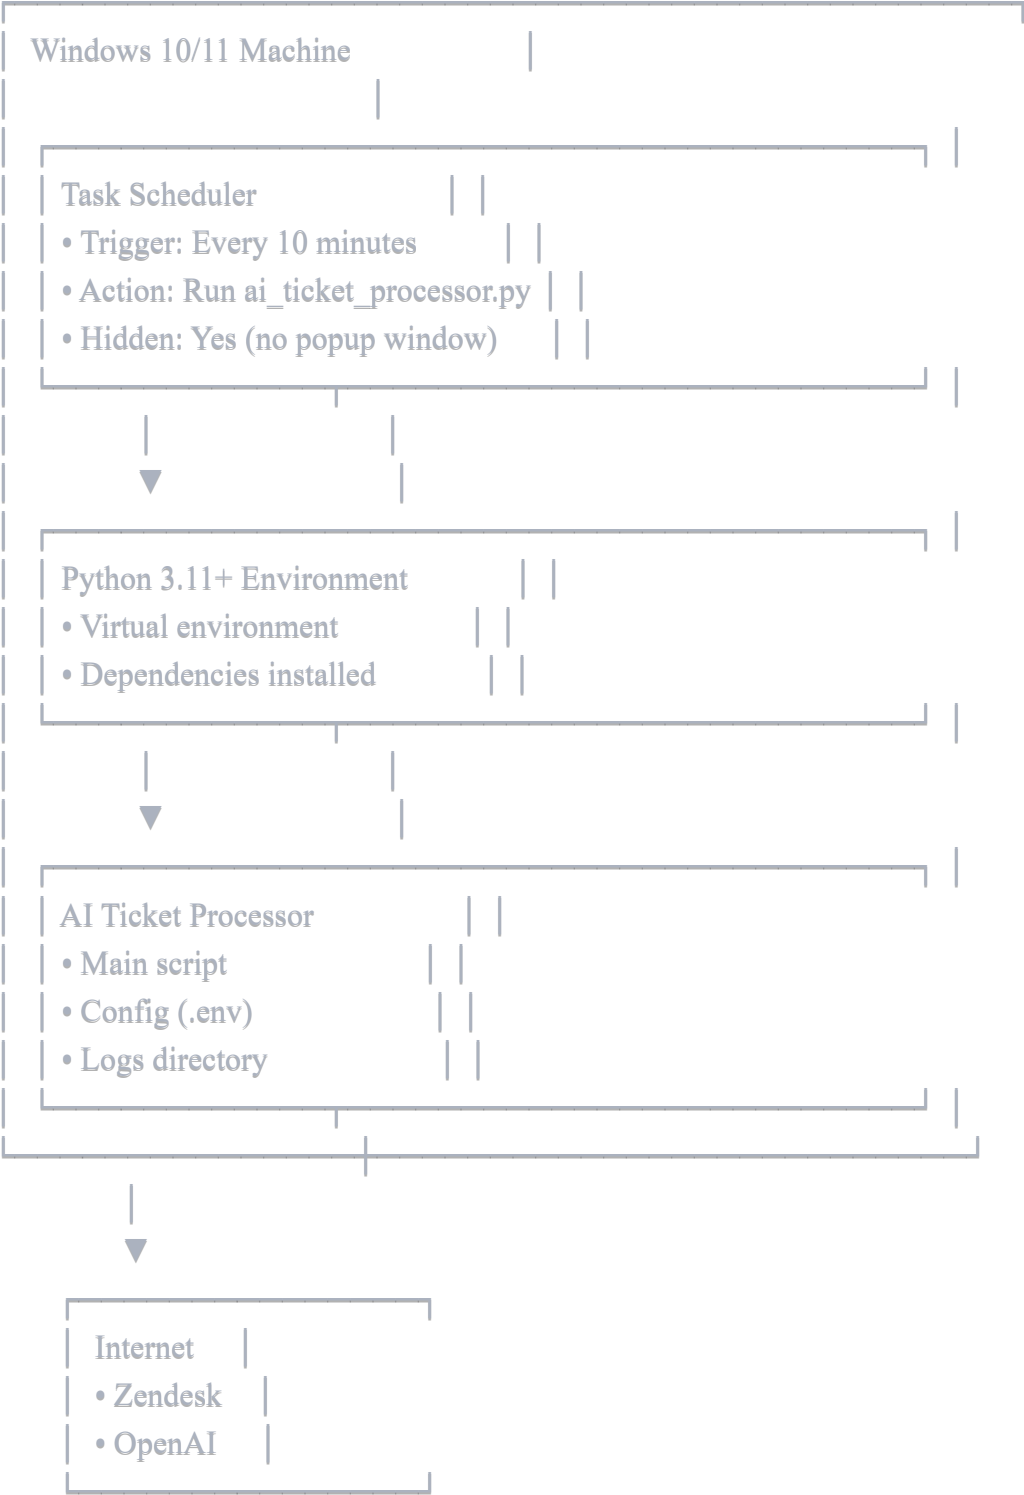 Windows 10/11 Machine
Task Scheduler
• Trigger: Every 10 minutes
• Action: Run ai_ticket_processor.py
• Hidden: Yes (no popup window)
Python 3.11+ Environment
• Virtual environment
• Dependencies installed
AI Ticket Processor
• Main script
• Config (.env)
• Logs directory
Internet
• Zendesk
• OpenAI